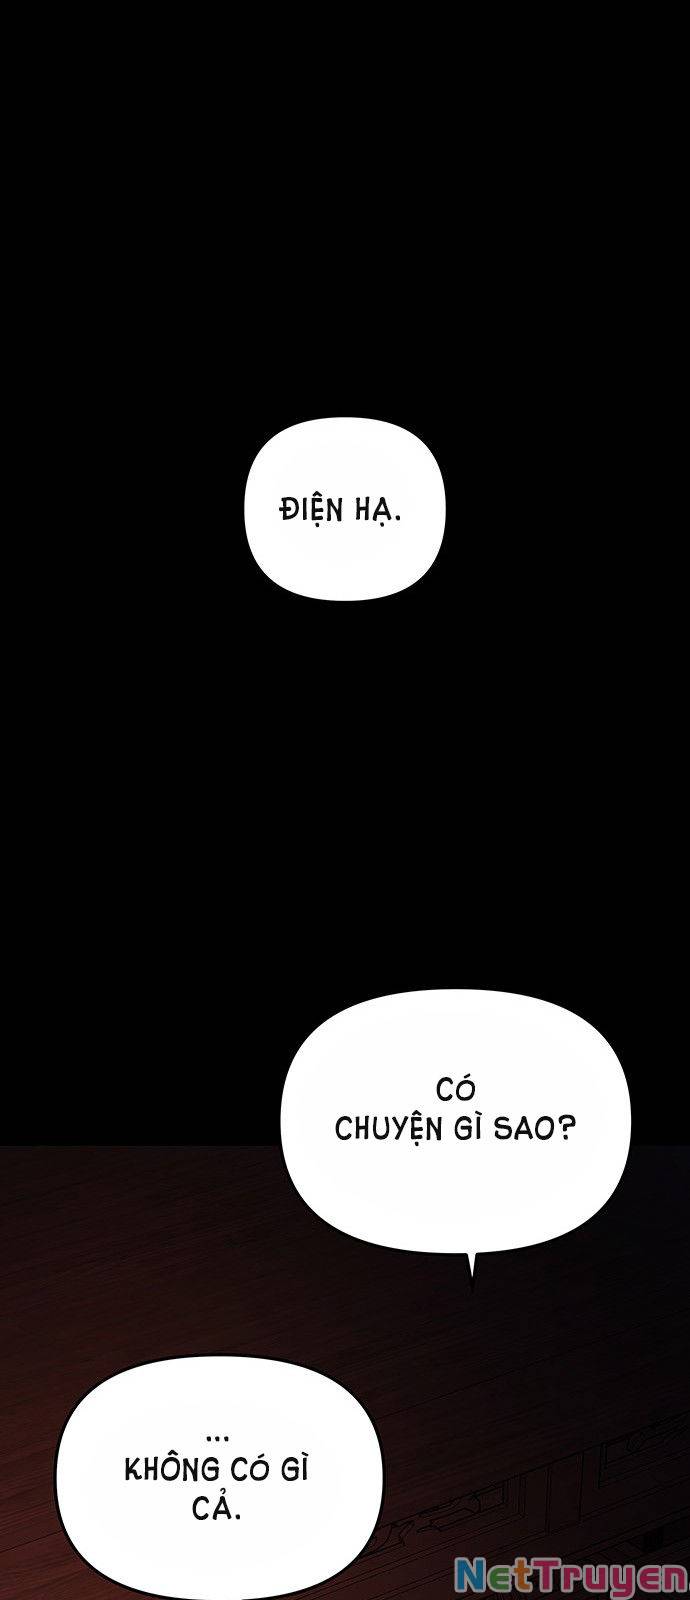 ĐIỆN HẠ.
CÓ
CHUYỆN GÌ SAO?
...
KHÔNG CÓ GÌ
CẢ.
NetTruyen